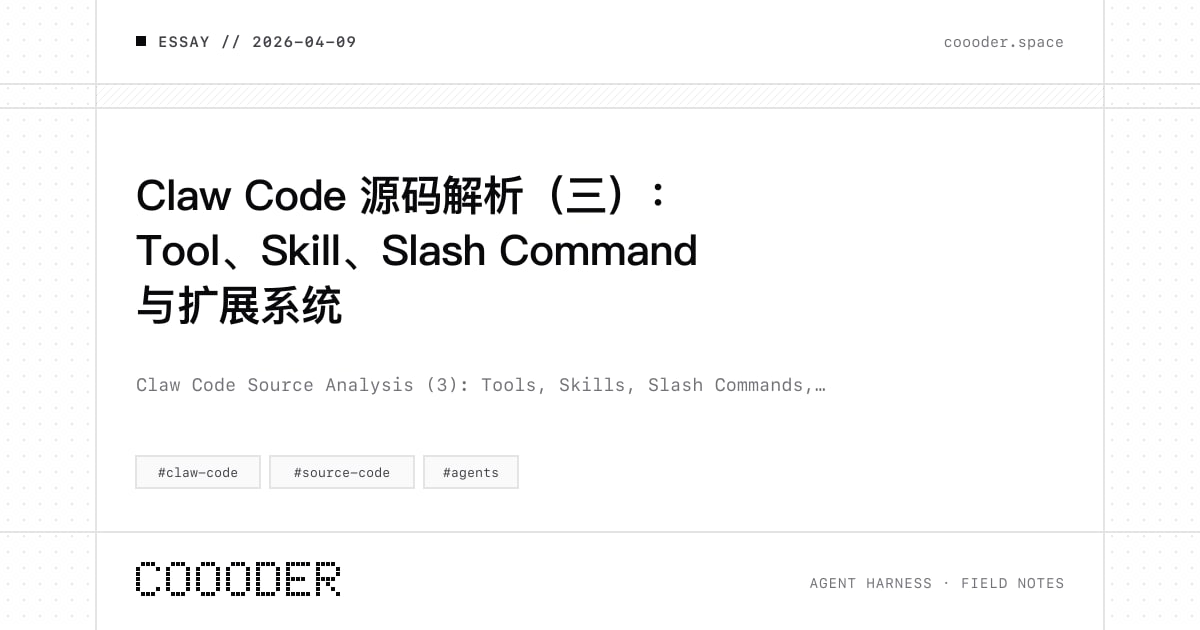 ESSAY // 2026-04-09
coooder.space
Claw Code 源码解析（三）：
Tool、Skill、Slash Command
与扩展系统
Claw Code Source Analysis (3): Tools, Skills, Slash Commands,…
#claw-code
#source-code
#agents
COOODER
AGENT HARNESS · FIELD NOTES